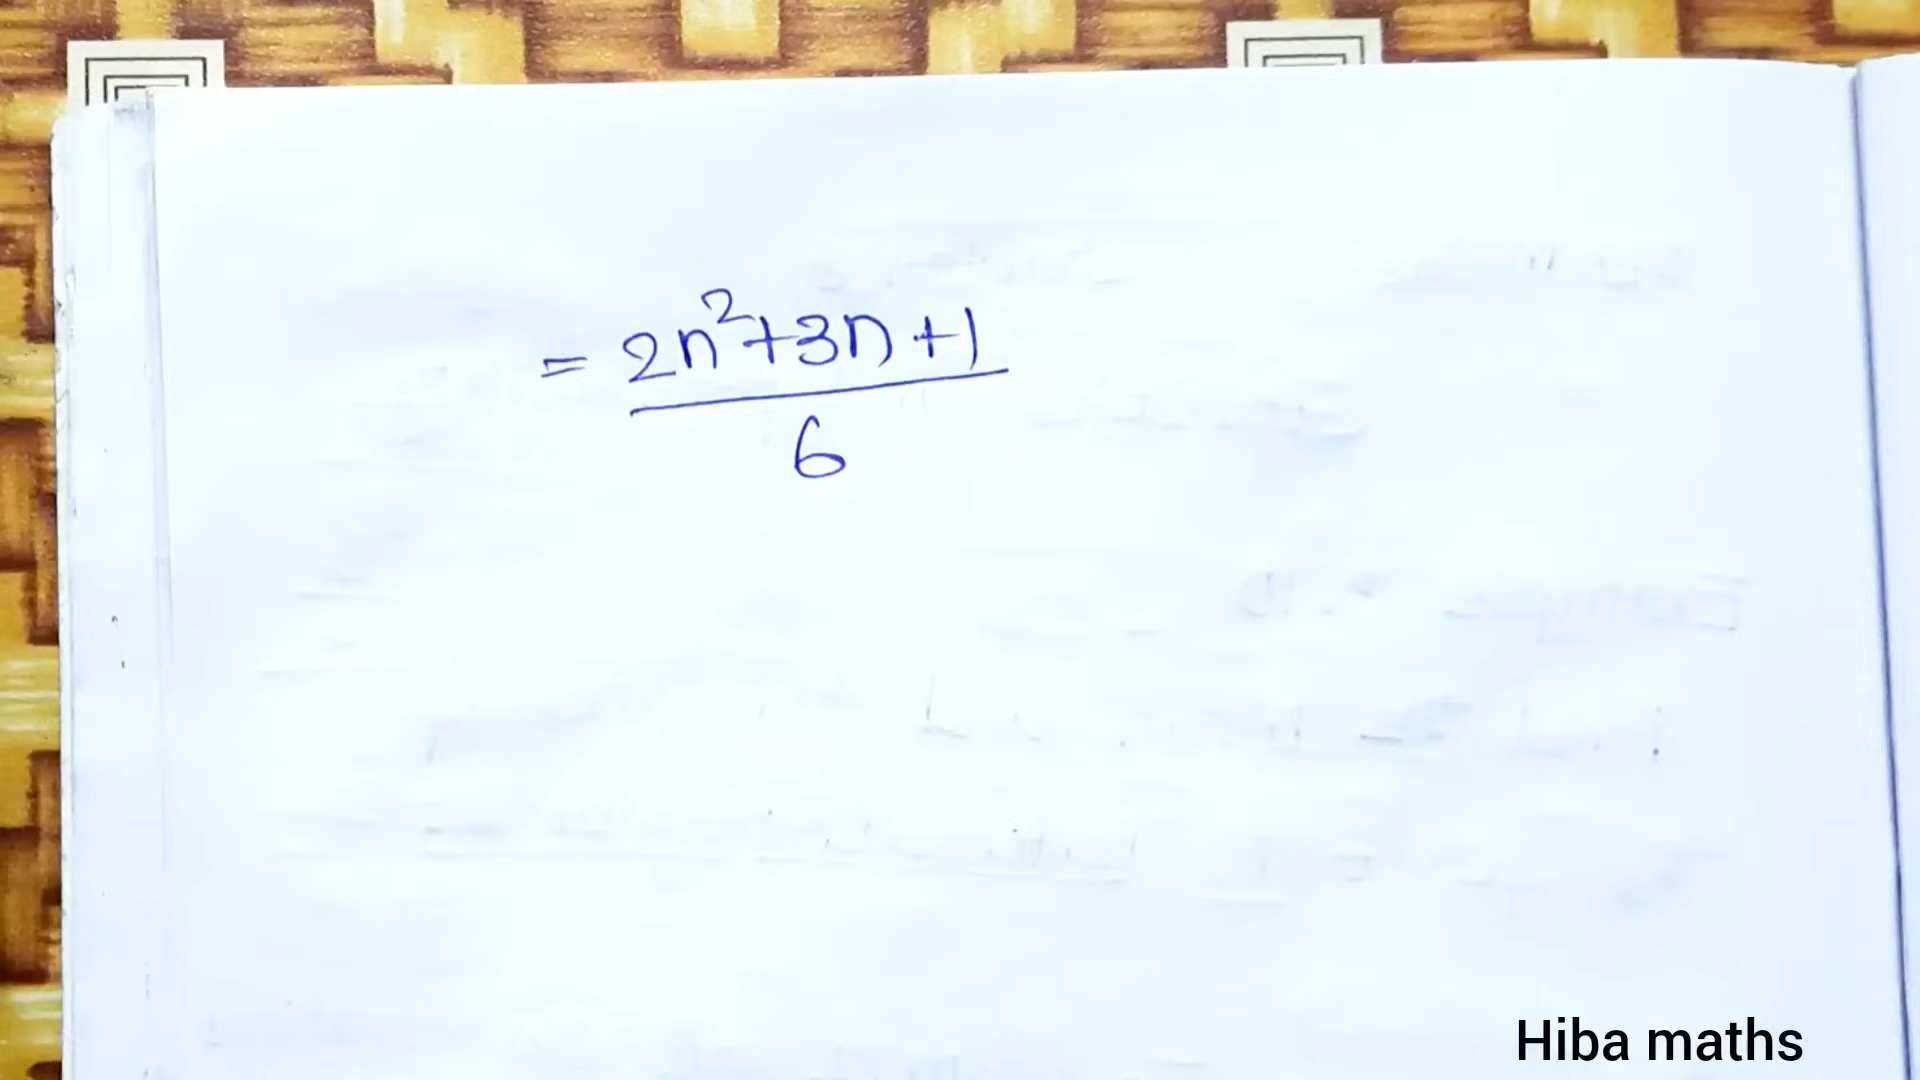 = 2n²+3n+1
6
Hiba maths